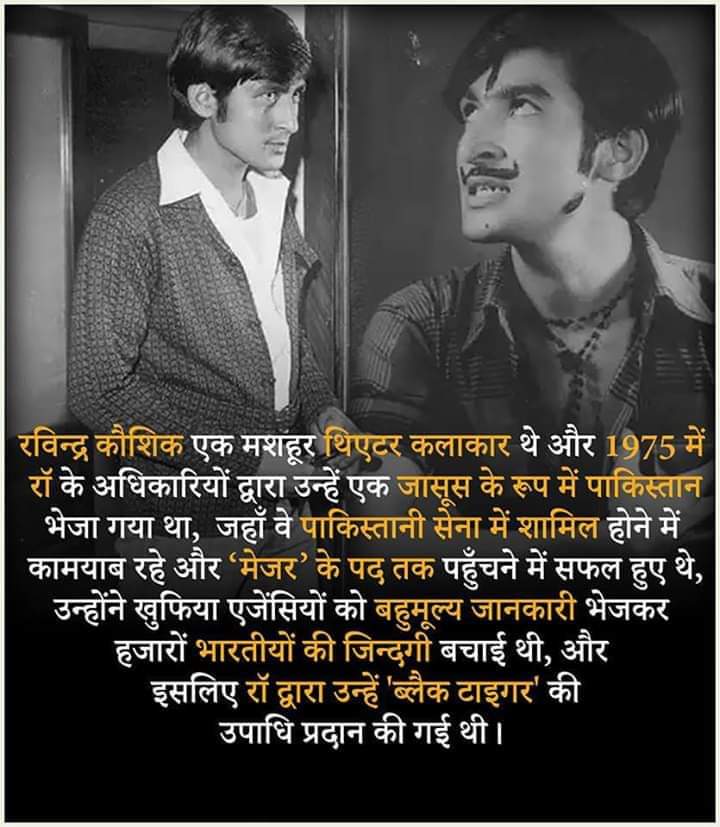 रविन्द्र कौशिक एक मशहूर थिएटर कलाकार थे और 1975 में
रॉ के अधिकारियों द्वारा उन्हें एक जासूस के रूप में पाकिस्तान
भेजा गया था, जहाँ वे पाकिस्तानी सेना में शामिल होने में
कामयाब रहे और ‘मेजर’ के पद तक पहुँचने में सफल हुए थे,
उन्होंने खुफिया एजेंसियों को बहुमूल्य जानकारी भेजकर
हजारों भारतीयों की जिन्दगी बचाई थी, और
इसलिए रॉ द्वारा उन्हें 'ब्लैक टाइगर' की
उपाधि प्रदान की गई थी।